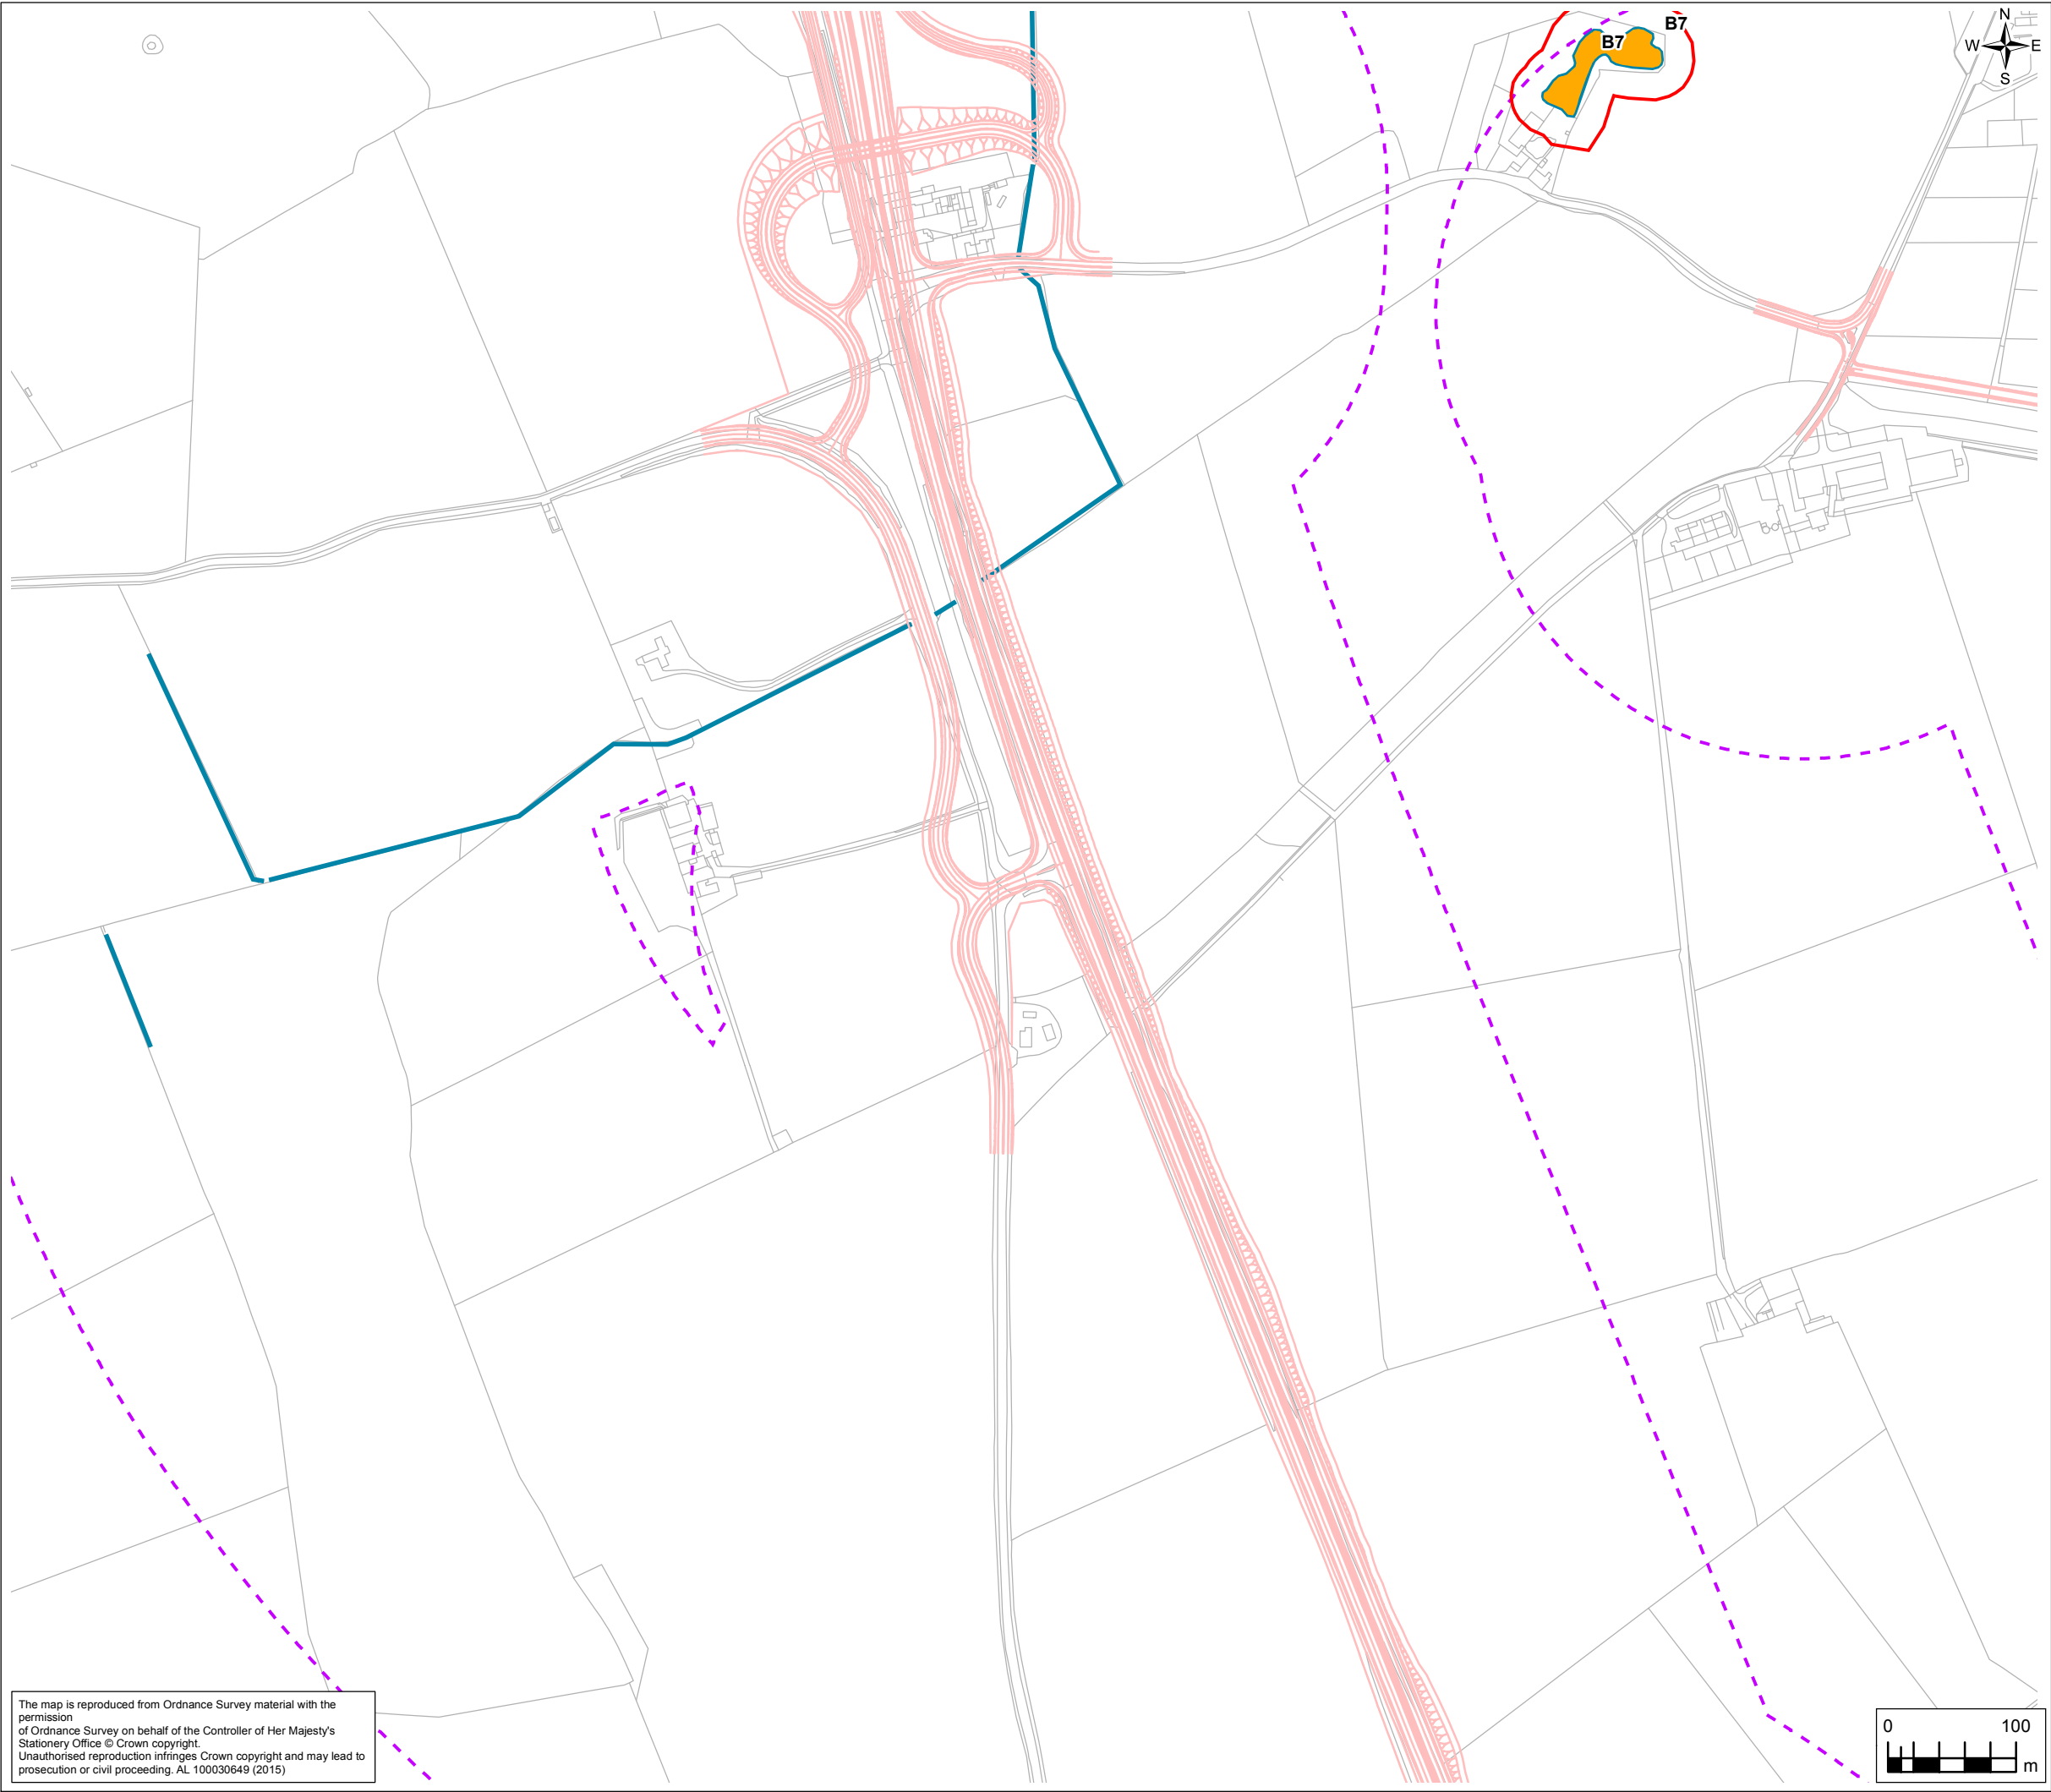 B7
B7
N
W E
S
The map is reproduced from Ordnance Survey material with the
permission
of Ordnance Survey on behalf of the Controller of Her Majesty's
Stationery Office © Crown copyright.
Unauthorised reproduction infringes Crown copyright and may lead to
prosecution or civil proceeding. AL 100030649 (2015)
0 100
m